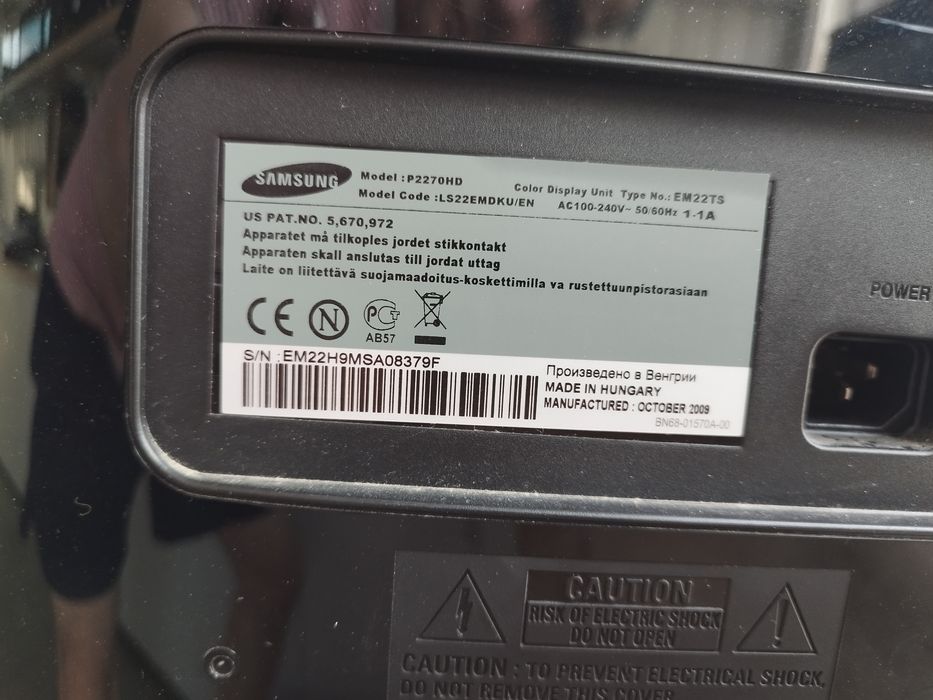 SAMSUNG
Model : P2270HD Color Display Unit Type No.: EM22TS
Model Code : LS22EMDKU/EN AC100-240V~ 50/60Hz 1.1A
US PAT.NO. 5,670,972
Apparatet må tilkoples jordet stikkontakt
Apparaten skall anslutas till jordat uttag
Laite on liitettävä suojamaadoitus-koskettimilla va rustettuunpistorasiaan
CE N PCT
AB57
S/N : EM22H9MSA08379F
Произведено в Венгрии
MADE IN HUNGARY
MANUFACTURED : OCTOBER 2009
BN68-01570A-00
POWER
CAUTION
RISK OF ELECTRIC SHOCK
DO NOT OPEN
CAUTION : TO PREVENT ELECTRICAL SHOCK,
DO NOT REMOVE THIS COVER